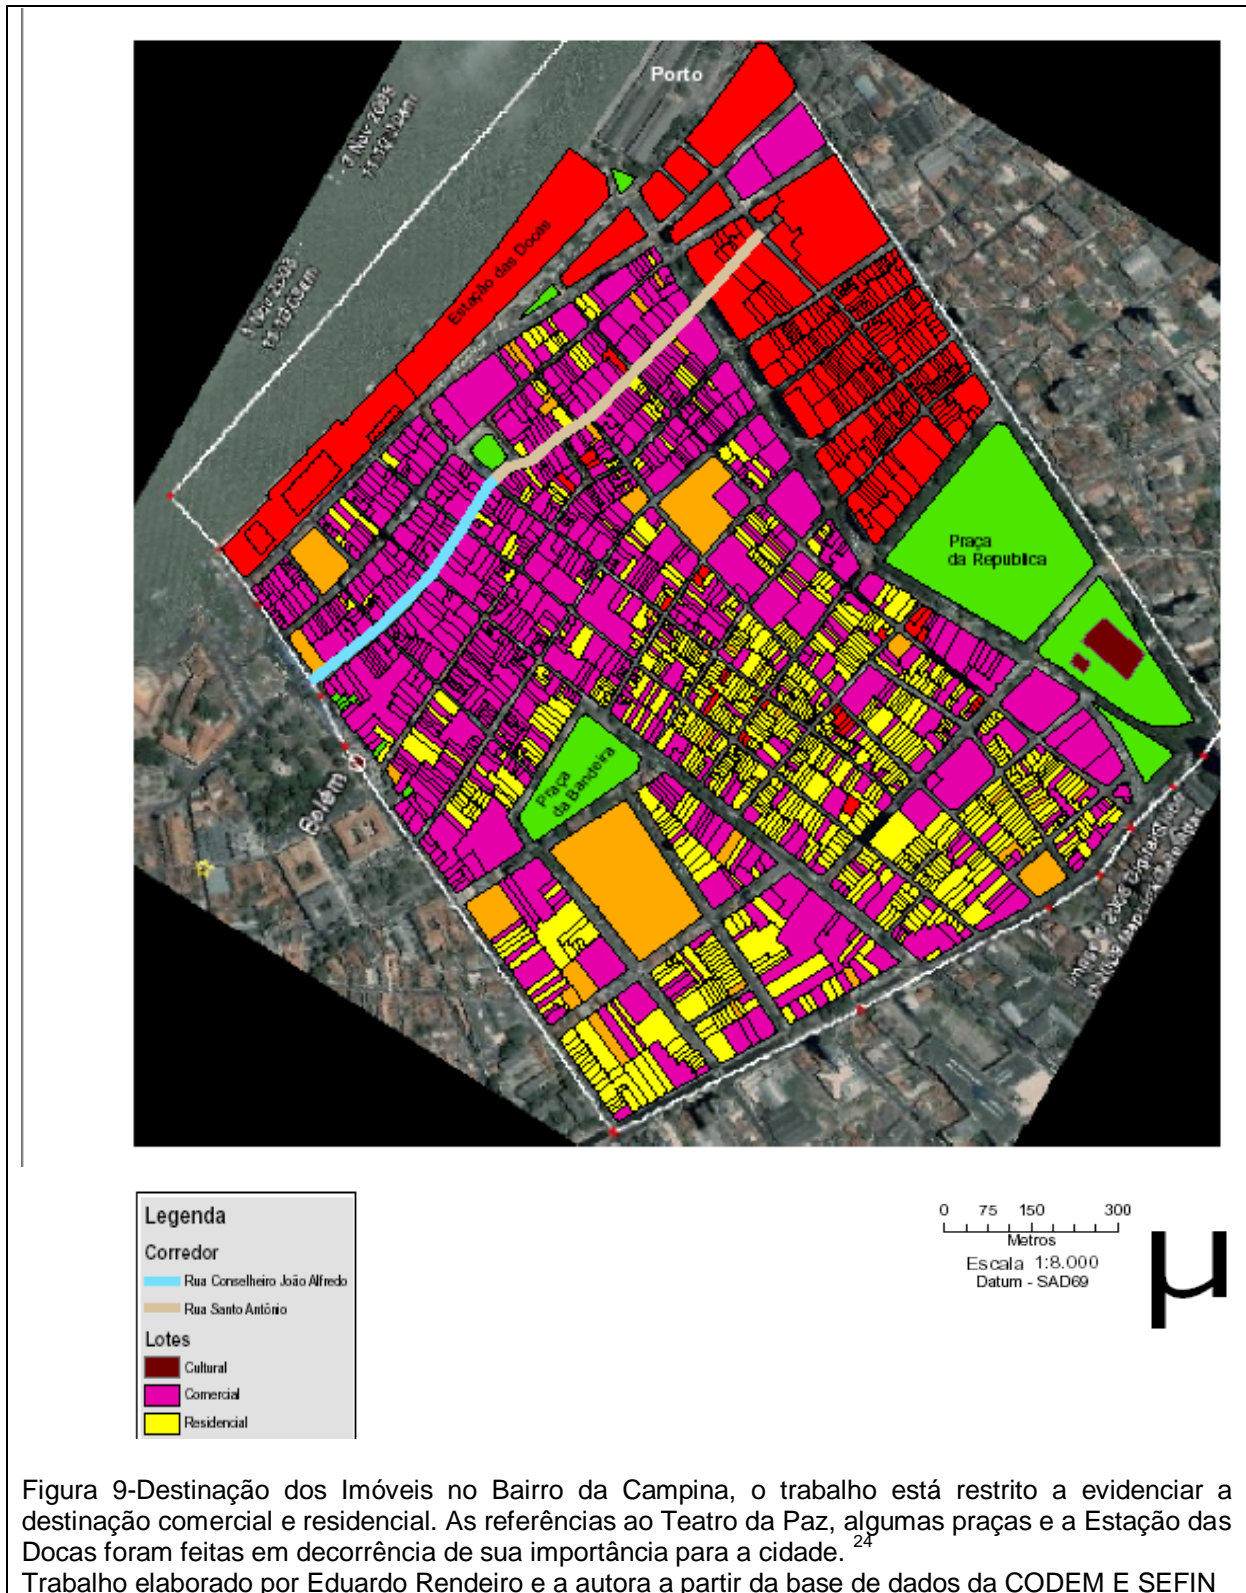 Porto
Estação das Docas
Praça
da Republica
Praça
da Bandeira
Belém
Legenda
Corredor
Rua Conselheiro João Alfredo
Rua Santo Antônio
Lotes
Cultural
Comercial
Residencial
0 75 150 300
Metros
Escala 1:8.000
Datum - SAD69
µ
Figura 9-Destinação dos Imóveis no Bairro da Campina, o trabalho está restrito a evidenciar a
destinação comercial e residencial. As referências ao Teatro da Paz, algumas praças e a Estação das
Docas foram feitas em decorrência de sua importância para a cidade. 24
Trabalho elaborado por Eduardo Rendeiro e a autora a partir da base de dados da CODEM E SEFIN